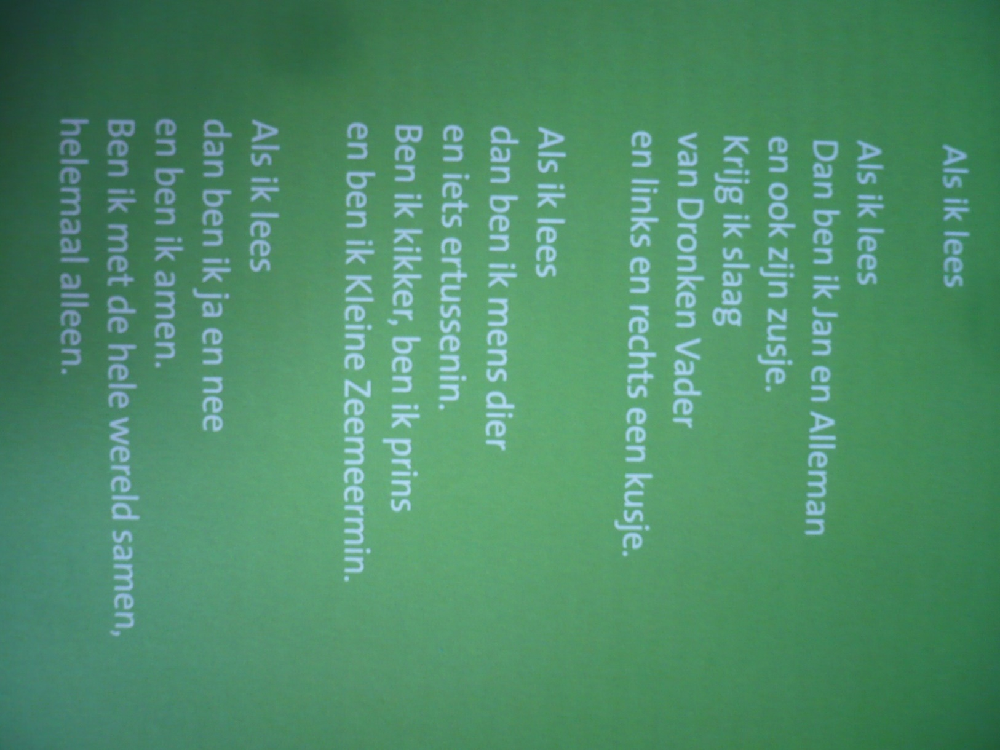 Als ik lees
Als ik lees
Dan ben ik Jan en Alleman
en ook zijn zusje.
Krijg ik slaag
van Dronken Vader
en links en rechts een kusje.
Als ik lees
dan ben ik mens dier
en iets ertussenin.
Ben ik kikker, ben ik prins
en ben ik Kleine Zeemeermin.
Als ik lees
dan ben ik ja en nee
en ben ik amen.
Ben ik met de hele wereld samen,
helemaal alleen.